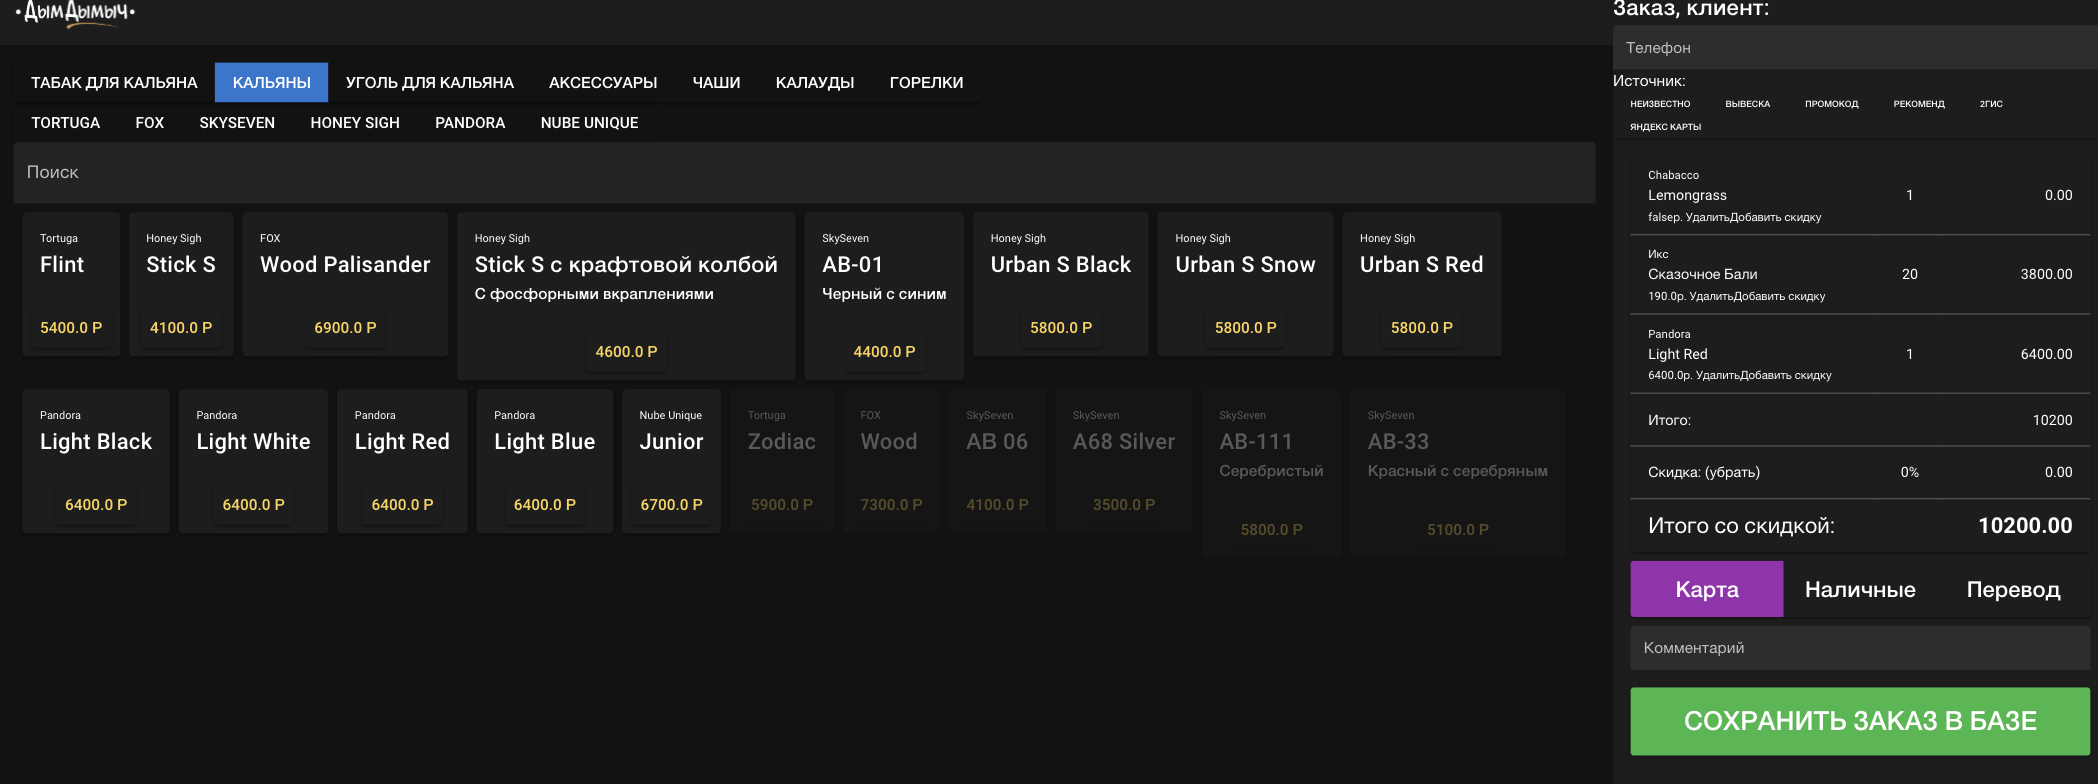 •ДымДымыч•
ТАБАК ДЛЯ КАЛЬЯНА КАЛЬЯНЫ УГОЛЬ ДЛЯ КАЛЬЯНА АКСЕССУАРЫ ЧАШИ КАЛАУДЫ ГОРЕЛКИ
TORTUGA FOX SKYSEVEN HONEY SIGH PANDORA NUBE UNIQUE
Поиск
Tortuga
Flint
5400.0 Р
Honey Sigh
Stick S
4100.0 Р
FOX
Wood Palisander
6900.0 Р
Honey Sigh
Stick S с крафтовой колбой
С фосфорными вкраплениями
4600.0 Р
SkySeven
AB-01
Черный с синим
4400.0 Р
Honey Sigh
Urban S Black
5800.0 Р
Honey Sigh
Urban S Snow
5800.0 Р
Honey Sigh
Urban S Red
5800.0 Р
Pandora
Light Black
6400.0 Р
Pandora
Light White
6400.0 Р
Pandora
Light Red
6400.0 Р
Pandora
Light Blue
6400.0 Р
Nube Unique
Junior
6700.0 Р
Tortuga
Zodiac
5900.0 Р
FOX
Wood
7300.0 Р
SkySeven
AB 06
4100.0 Р
SkySeven
A68 Silver
3500.0 Р
SkySeven
AB-111
Серебристый
5800.0 Р
SkySeven
AB-33
Красный с серебряным
5100.0 Р
Заказ, клиент:
Телефон
Источник:
НЕИЗВЕСТНО ВЫВЕСКА ПРОМОКОД РЕКОМЕНД 2ГИС
ЯНДЕКС КАРТЫ
Chabacco
Lemongrass 1 0.00
falseр. УдалитьДобавить скидку
Икс
Сказочное Бали 20 3800.00
190.0р. УдалитьДобавить скидку
Pandora
Light Red 1 6400.00
6400.0р. УдалитьДобавить скидку
Итого: 10200
Скидка: (убрать) 0% 0.00
Итого со скидкой: 10200.00
Карта Наличные Перевод
Комментарий
СОХРАНИТЬ ЗАКАЗ В БАЗЕ